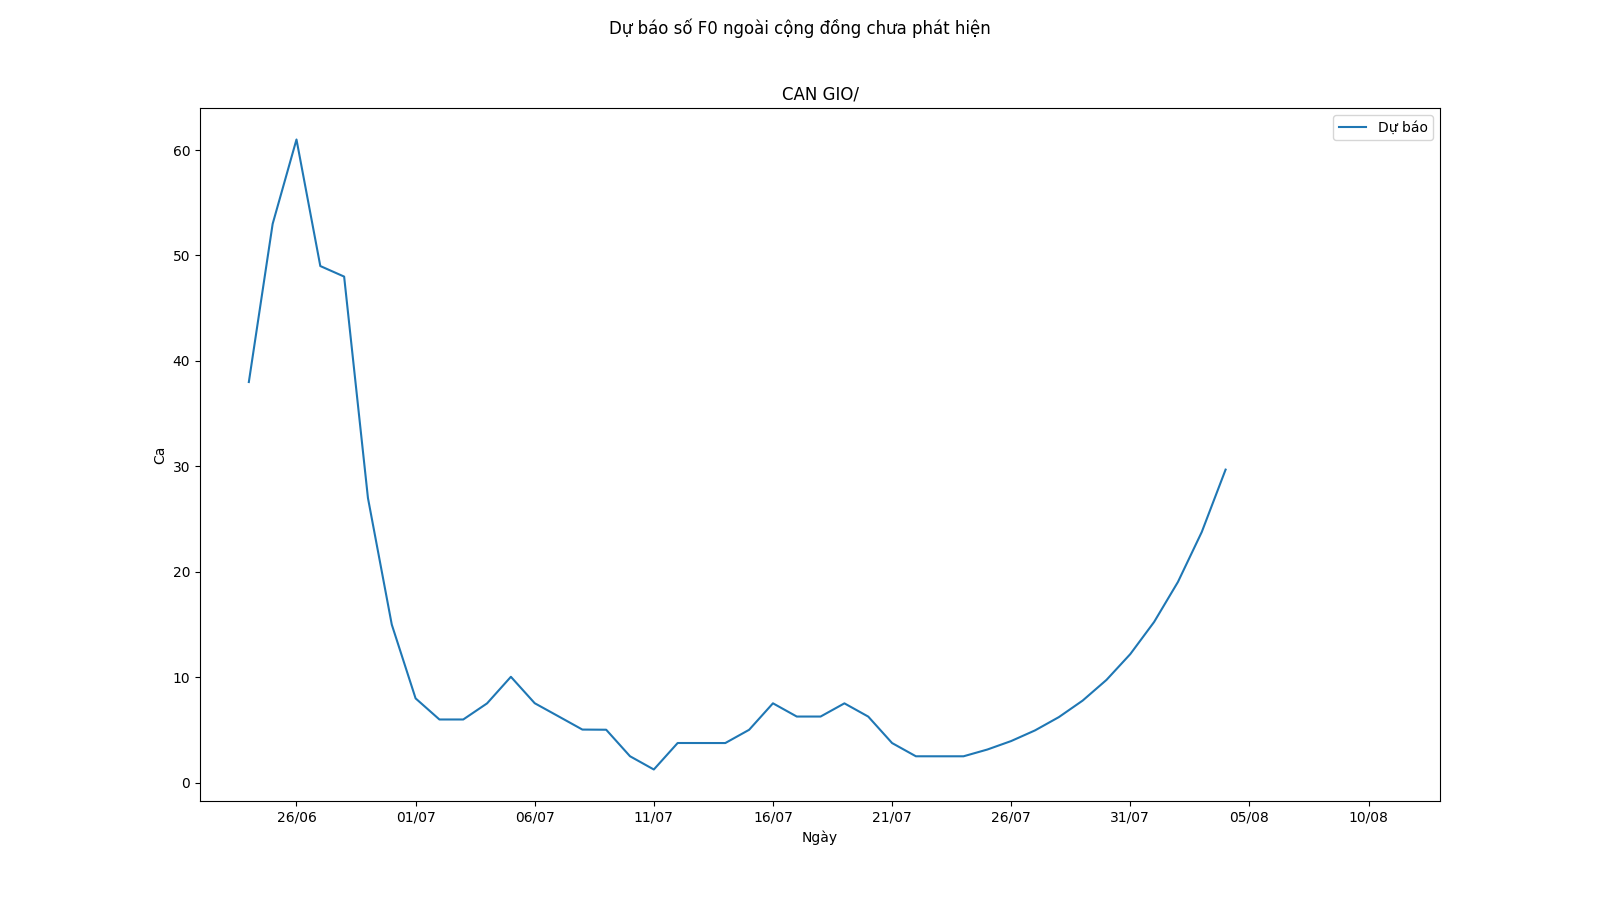 Dự báo số F0 ngoài cộng đồng chưa phát hiện
CAN GIO/
Dự báo
60
50
40
30
20
10
0
Ca
26/06 01/07 06/07 11/07 16/07 21/07 26/07 31/07 05/08 10/08
Ngày